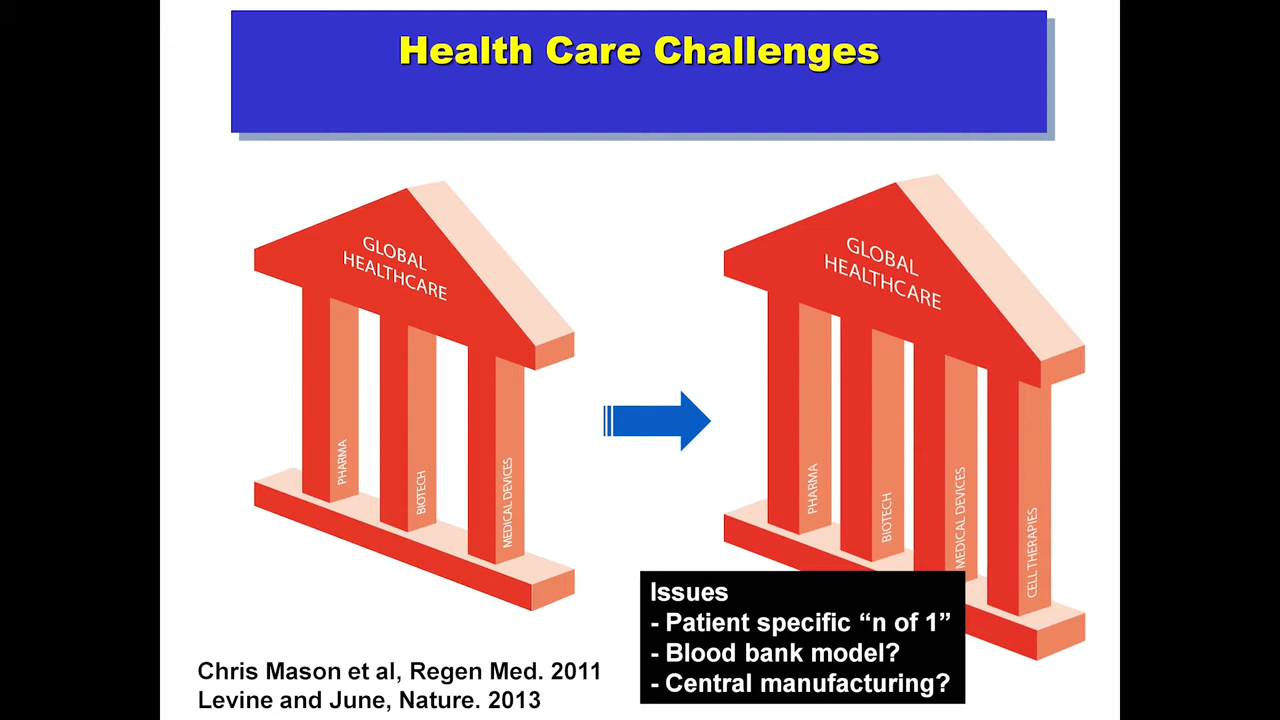 Health Care Challenges
GLOBAL
HEALTHCARE
PHARMA
BIOTECH
MEDICAL DEVICES
GLOBAL
HEALTHCARE
PHARMA
BIOTECH
MEDICAL DEVICES
CELL THERAPIES
Issues
- Patient specific “n of 1”
- Blood bank model?
- Central manufacturing?
Chris Mason et al, Regen Med. 2011
Levine and June, Nature. 2013